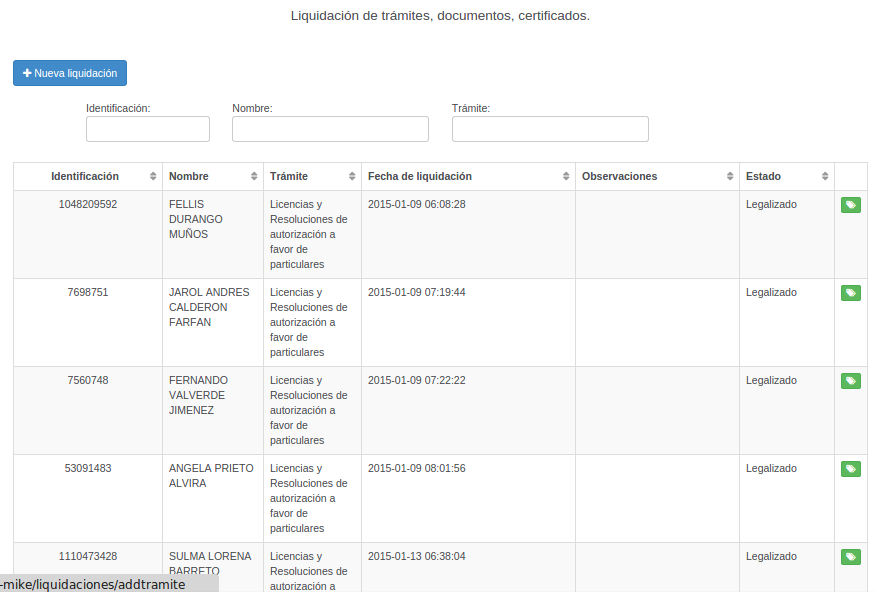 Liquidación de trámites, documentos, certificados.
Nueva liquidación
Identificación: Nombre: Trámite:
Identificación Nombre Trámite Fecha de liquidación Observaciones Estado
1048209592 FELLIS Licencias y 2015-01-09 06:08:28 Legalizado
DURANGO Resoluciones de
MUÑOS autorización a
favor de
particulares
7698751 JAROL ANDRES Licencias y 2015-01-09 07:19:44 Legalizado
CALDERON Resoluciones de
FARFAN autorización a
favor de
particulares
7560748 FERNANDO Licencias y 2015-01-09 07:22:22 Legalizado
VALVERDE Resoluciones de
JIMENEZ autorización a
favor de
particulares
53091483 ANGELA PRIETO Licencias y 2015-01-09 08:01:56 Legalizado
ALVIRA Resoluciones de
autorización a
favor de
particulares
1110473428 SULMA LORENA Licencias y 2015-01-13 06:38:04 Legalizado
BARRETO Resoluciones de
-mike/liquidaciones/addtramite autorización a